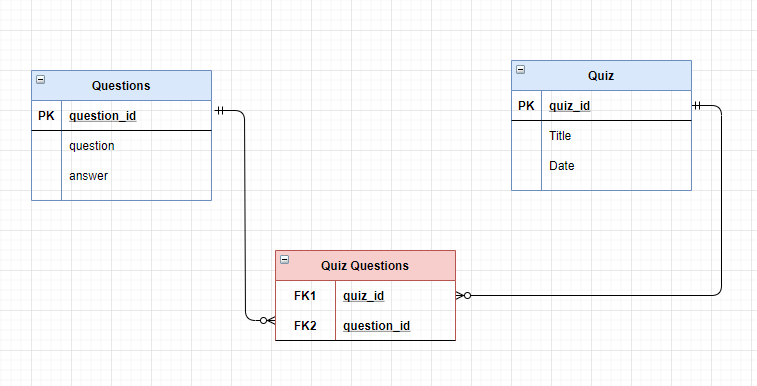 Questions
PK question_id
question
answer
Quiz
PK quiz_id
Title
Date
Quiz Questions
FK1 quiz_id
FK2 question_id